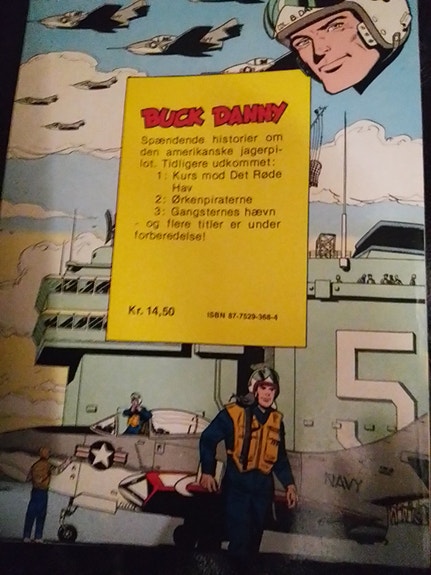 BUCK DANNY
Spændende historier om
den amerikanske jagerpi-
lot. Tidligere udkommet:
1: Kurs mod Det Røde
Hav
2: Ørkenpiraterne
3: Gangsternes hævn
- og flere titler er under
forberedelse!
Kr. 14,50
ISBN 87-7529-368-4
5
NAVY